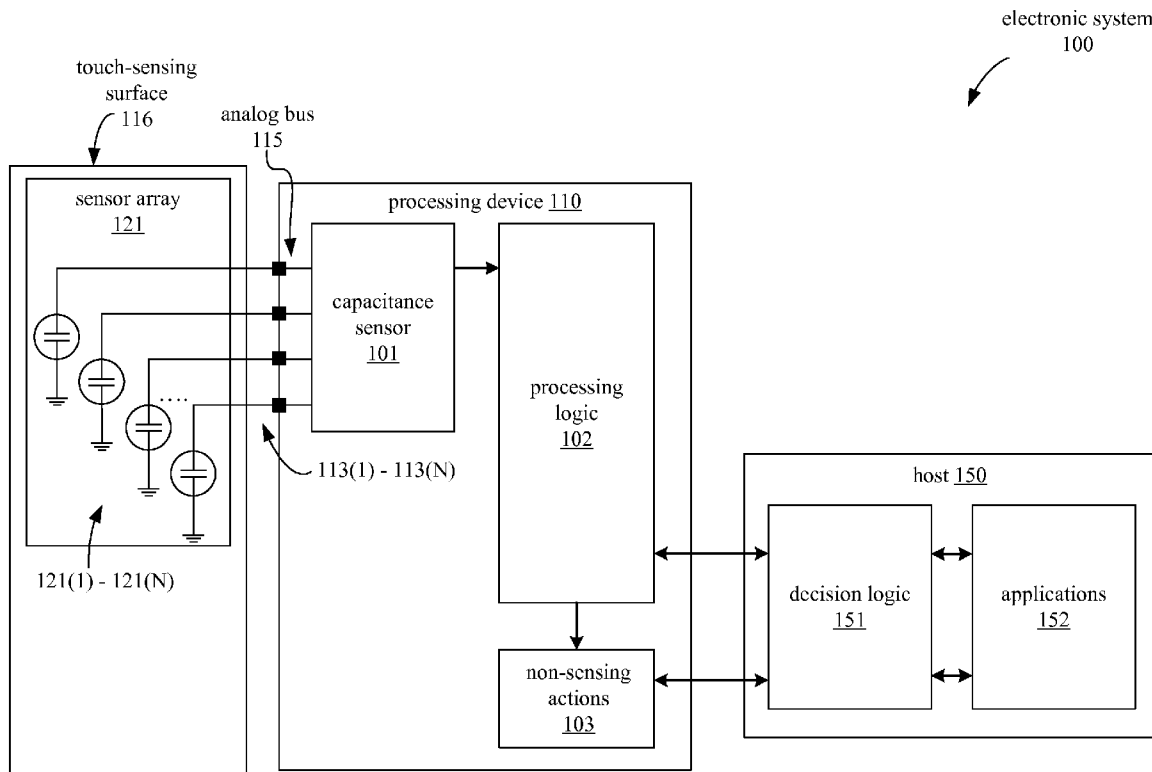 electronic system
100
touch-sensing
surface
116
analog bus
115
sensor array
121
processing device 110
capacitance
sensor
101
processing
logic
102
113(1) - 113(N)
121(1) - 121(N)
host 150
decision logic
151
applications
152
non-sensing
actions
103
....